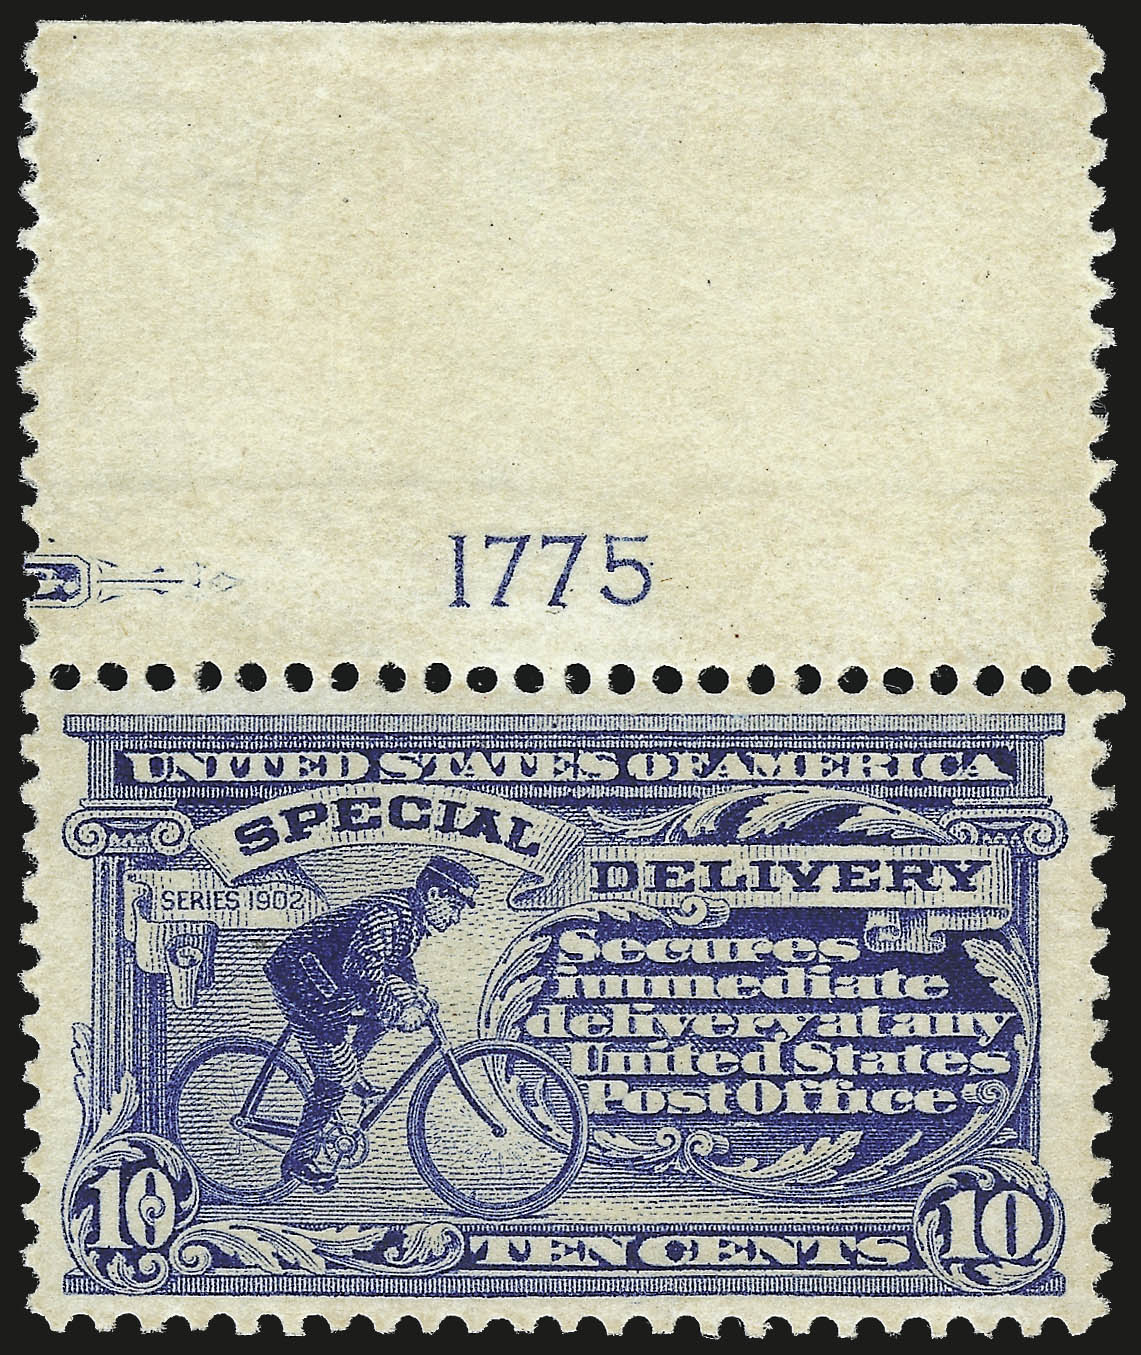 1775
UNITED STATES OF AMERICA
SPECIAL
DELIVERY
SERIES 1902
Secures
immediate
delivery at any
United States
Post Office
10
TEN CENTS
10